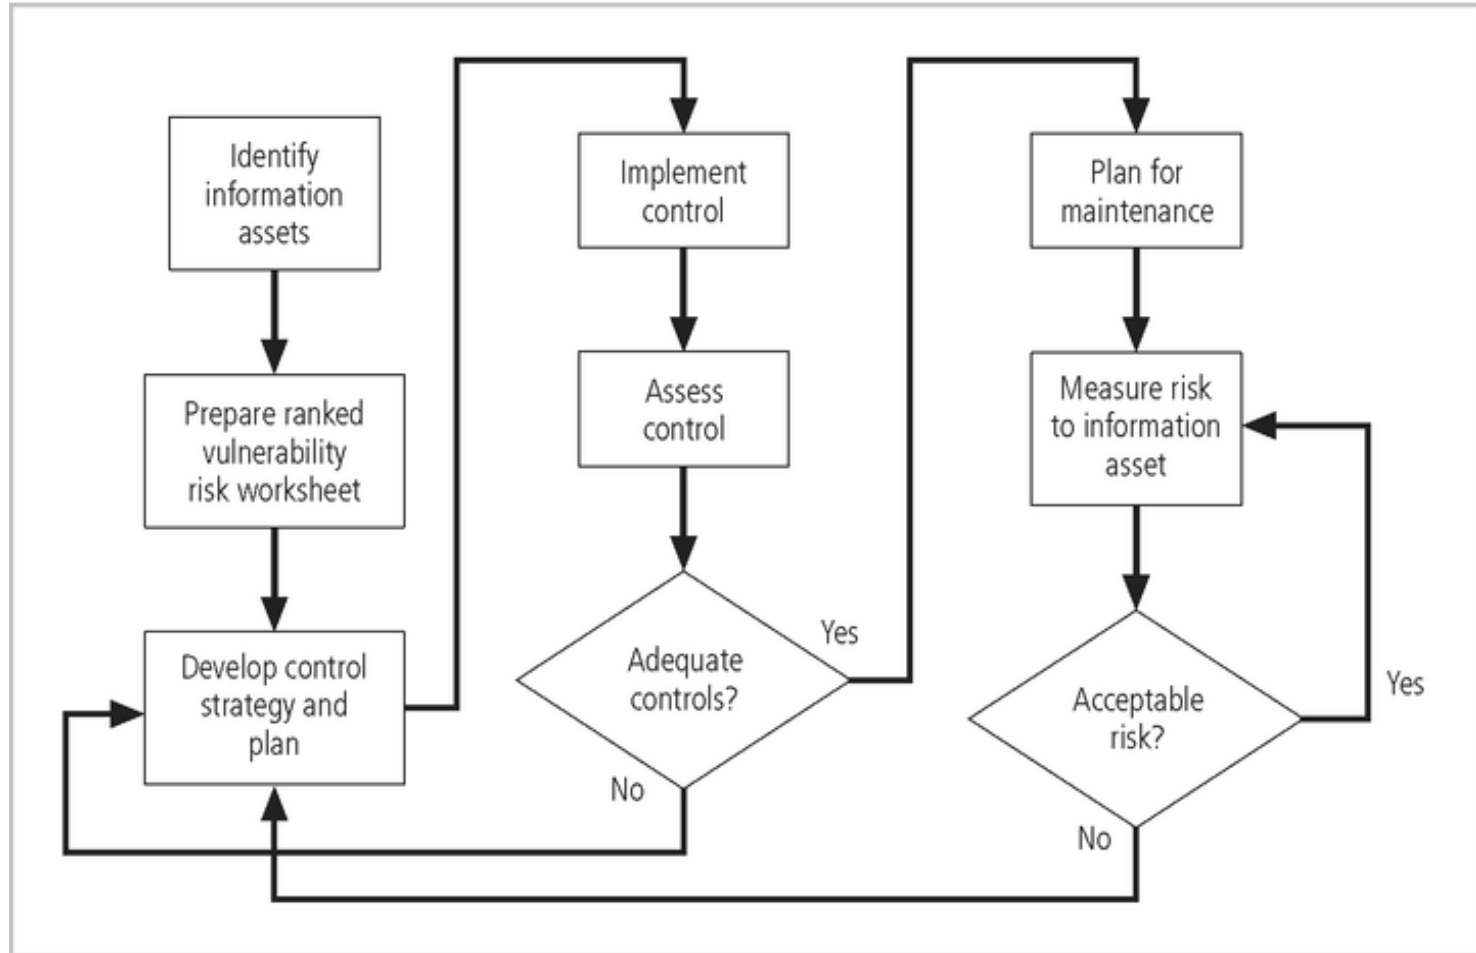 Identify
information
assets
Prepare ranked
vulnerability
risk worksheet
Develop control
strategy and
plan
Implement
control
Assess
control
Adequate
controls?
Yes
No
Plan for
maintenance
Measure risk
to information
asset
Acceptable
risk?
Yes
No